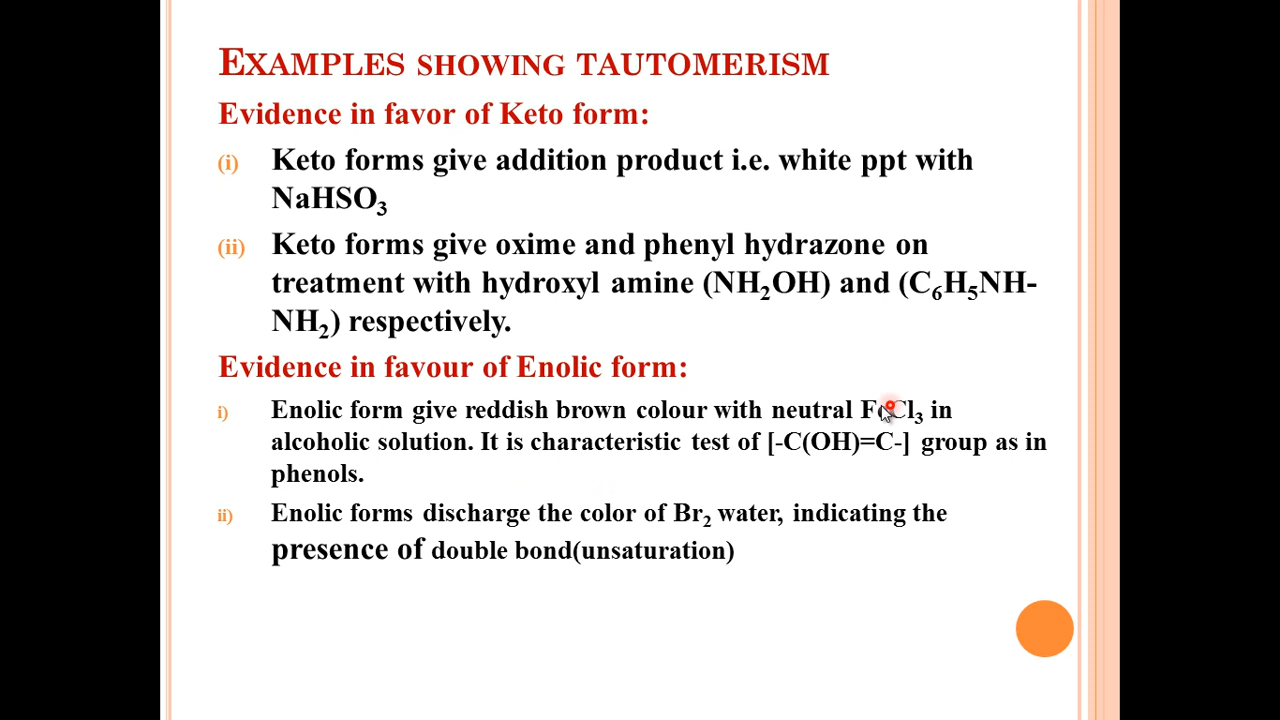 EXAMPLES SHOWING TAUTOMERISM
Evidence in favor of Keto form:
(i) Keto forms give addition product i.e. white ppt with
NaHSO3
(ii) Keto forms give oxime and phenyl hydrazone on
treatment with hydroxyl amine (NH2OH) and (C6H5NH-
NH2) respectively.
Evidence in favour of Enolic form:
i) Enolic form give reddish brown colour with neutral FeCl3 in
alcoholic solution. It is characteristic test of [-C(OH)=C-] group as in
phenols.
ii) Enolic forms discharge the color of Br2 water, indicating the
presence of double bond(unsaturation)